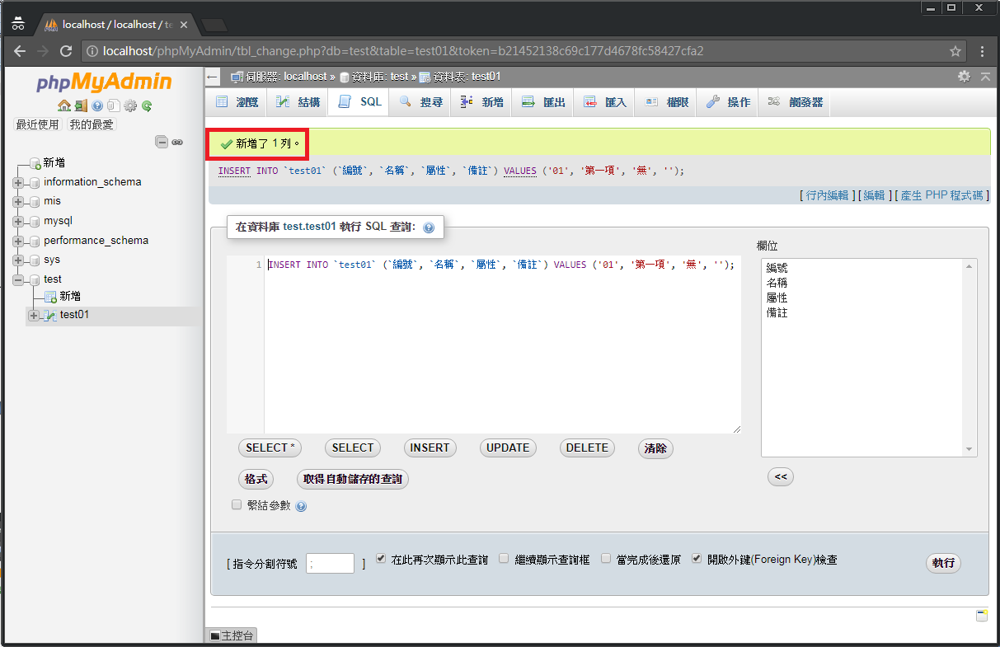 localhost / localhost / te
localhost/phpMyAdmin/tbl_change.php?db=test&table=test01&token=b21452138c69c177d4678fc58427cfa2
phpMyAdmin
最近使用 我的最愛
新增
information_schema
mis
mysql
performance_schema
sys
test
新增
test01
伺服器: localhost » 資料庫: test » 資料表: test01
瀏覽 結構 SQL 搜尋 新增 匯出 匯入 權限 操作 觸發器
新增了 1 列。
INSERT INTO `test01` (`編號`, `名稱`, `屬性`, `備註`) VALUES ('01', '第一項', '無', '');
[ 行內編輯 ] [ 編輯 ] [ 產生 PHP 程式碼 ]
在資料庫 test.test01 執行 SQL 查詢:
1 INSERT INTO `test01` (`編號`, `名稱`, `屬性`, `備註`) VALUES ('01', '第一項', '無', '');
欄位
編號
名稱
屬性
備註
SELECT * SELECT INSERT UPDATE DELETE 清除
格式 取得自動儲存的查詢
<<
繫結參數
[ 指令分割符號 ; ] 在此再次顯示此查詢 繼續顯示查詢框 當完成後還原 開啟外鍵(Foreign Key)檢查 執行
主控台